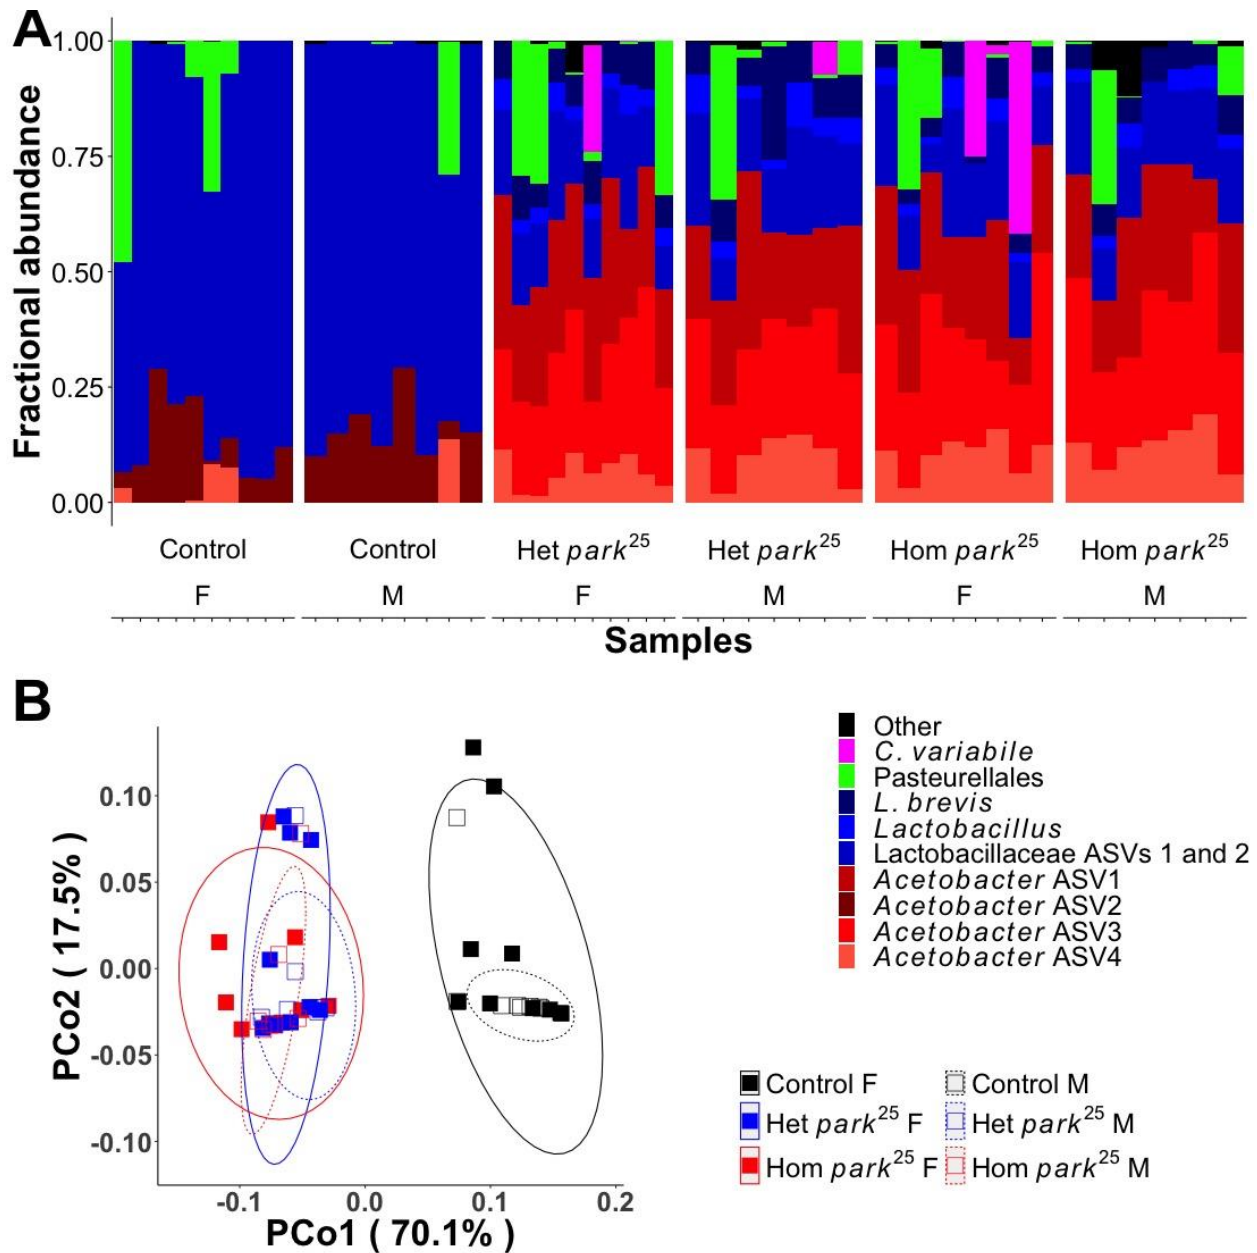 A
1.00
0.75
0.50
0.25
0.00
Fractional abundance
Control Control Het park²⁵ Het park²⁵ Hom park²⁵ Hom park²⁵
F M F M F M
Samples
B
0.10
0.05
0.00
-0.05
-0.10
PCo2 ( 17.5% )
-0.1 0.0 0.1 0.2
PCo1 ( 70.1% )
Other
C. variabile
Pasteurellales
L. brevis
Lactobacillus
Lactobacillaceae ASVs 1 and 2
Acetobacter ASV1
Acetobacter ASV2
Acetobacter ASV3
Acetobacter ASV4
Control F Control M
Het park²⁵ F Het park²⁵ M
Hom park²⁵ F Hom park²⁵ M